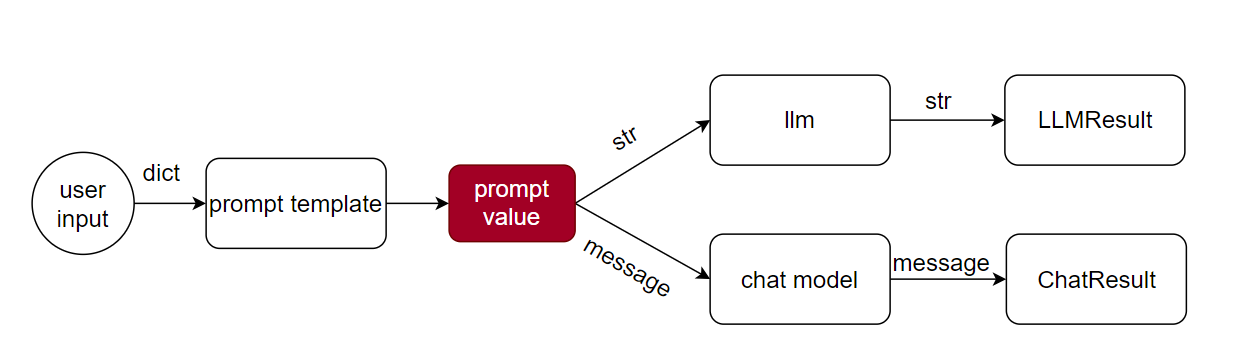 user
input
dict
prompt template
prompt
value
str
llm
str
LLMResult
message
chat model
message
ChatResult